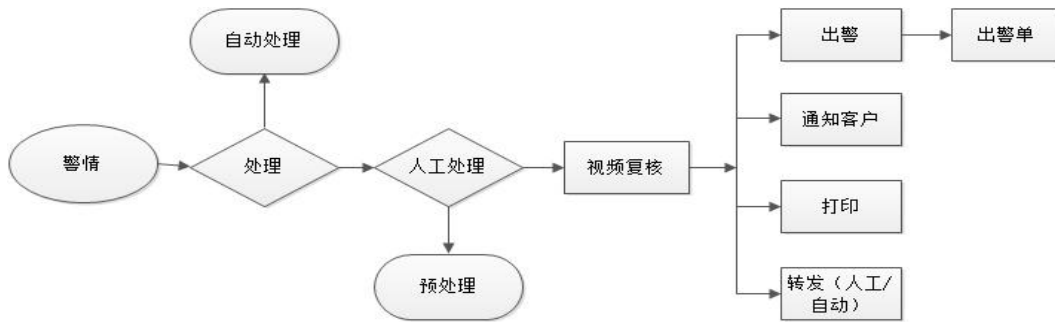 自动处理
出警
出警单
通知客户
警情
处理
人工处理
视频复核
打印
预处理
转发（人工/
自动）